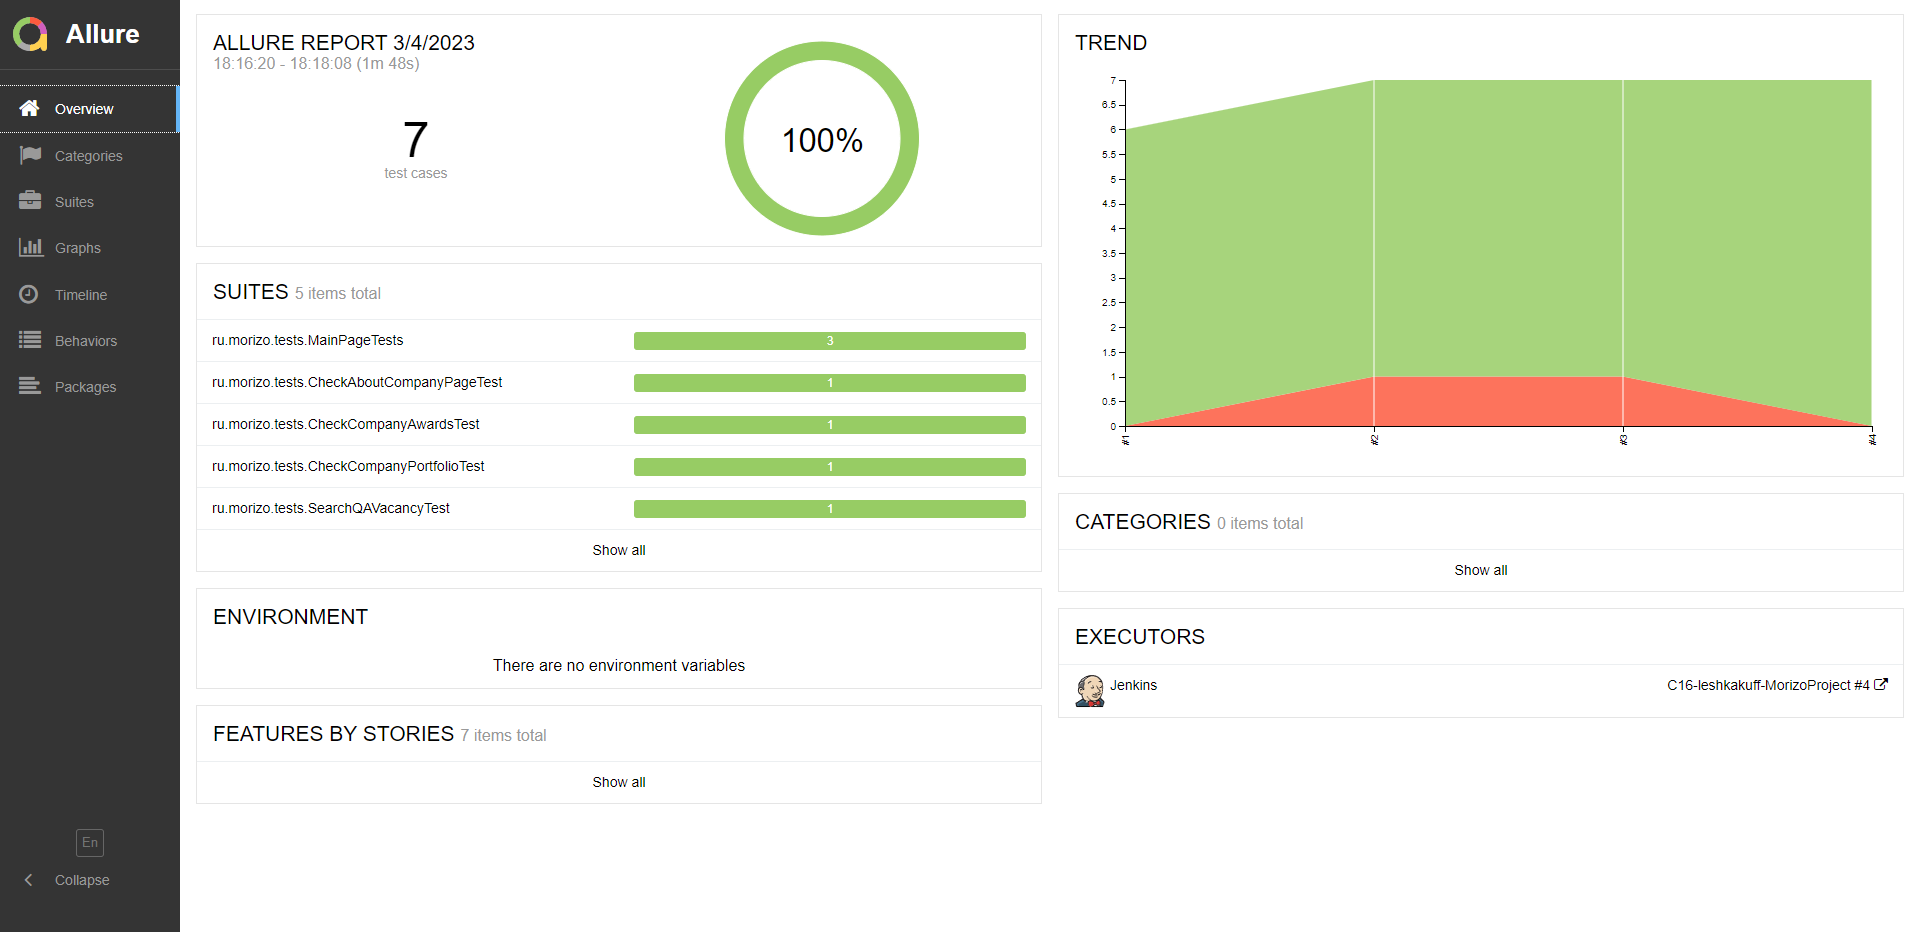 Allure
Overview
Categories
Suites
Graphs
Timeline
Behaviors
Packages
En
Collapse
ALLURE REPORT 3/4/2023
18:16:20 - 18:18:08 (1m 48s)
7
test cases
100%
SUITES 5 items total
ru.morizo.tests.MainPageTests 3
ru.morizo.tests.CheckAboutCompanyPageTest 1
ru.morizo.tests.CheckCompanyAwardsTest 1
ru.morizo.tests.CheckCompanyPortfolioTest 1
ru.morizo.tests.SearchQAVacancyTest 1
Show all
ENVIRONMENT
There are no environment variables
FEATURES BY STORIES 7 items total
Show all
TREND
7
6.5
6
5.5
5
4.5
4
3.5
3
2.5
2
1.5
1
0.5
0
#1 #2 #3 #4
CATEGORIES 0 items total
Show all
EXECUTORS
Jenkins C16-leshkakuff-MorizoProject #4